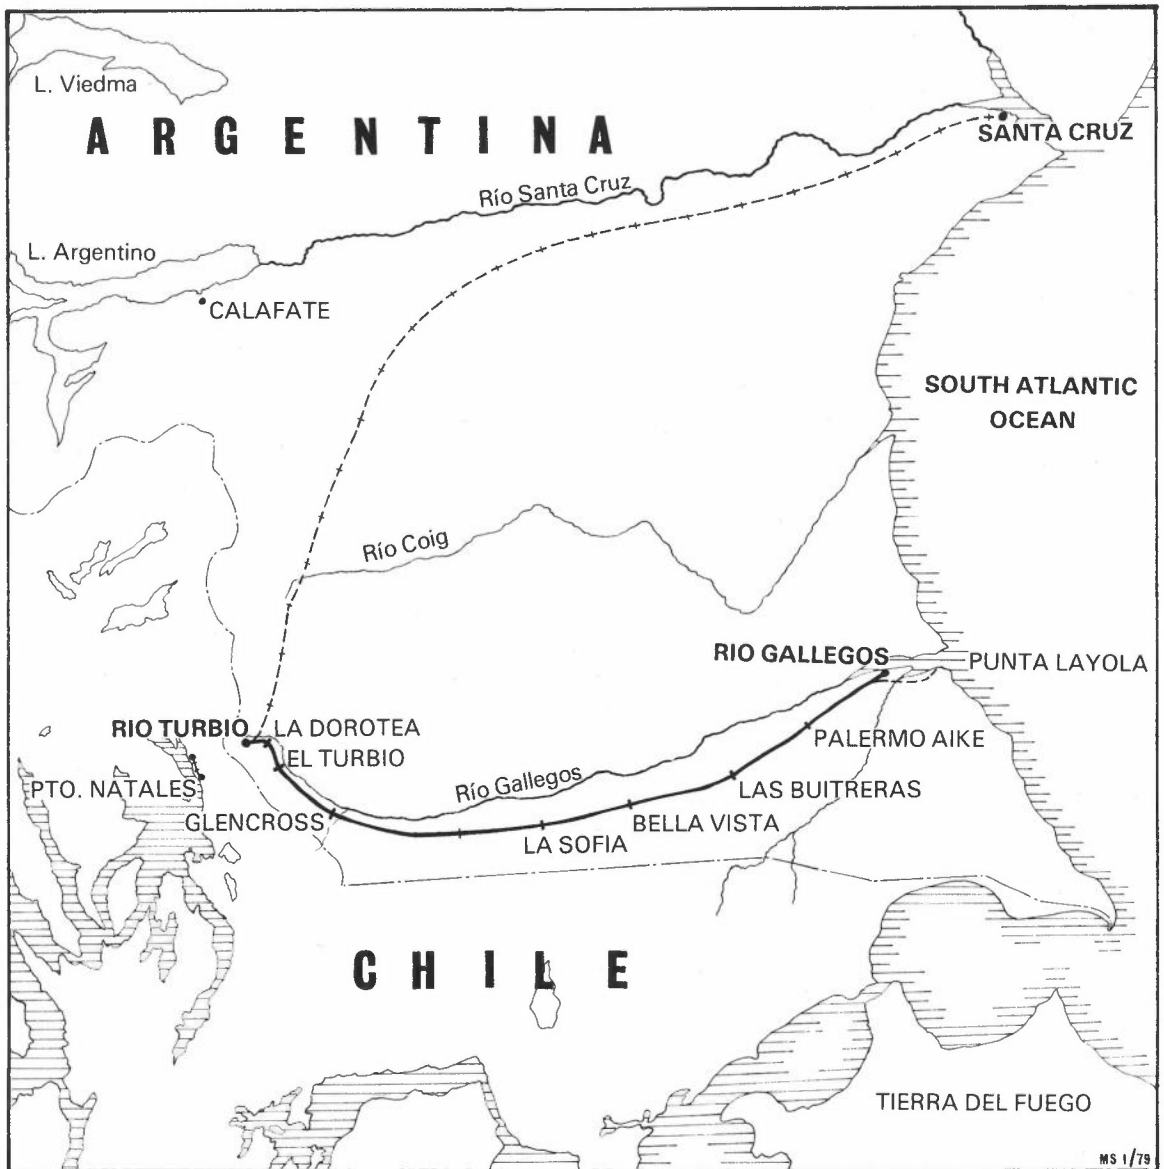 L. Viedma
ARGENTINA
SANTA CRUZ
Río Santa Cruz
L. Argentino
CALAFATE
SOUTH ATLANTIC
OCEAN
Río Coig
RIO GALLEGOS
PUNTA LAYOLA
RIO TURBIO
LA DOROTEA
EL TURBIO
PALERMO AIKE
PTO. NATALES
Río Gallegos
LAS BUITRERAS
GLENCROSS
BELLA VISTA
LA SOFIA
CHILE
TIERRA DEL FUEGO
MS 1/79